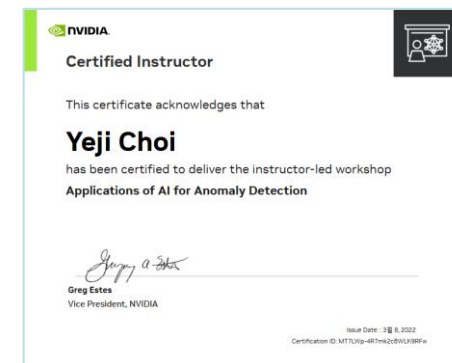 NVIDIA.
Certified Instructor
This certificate acknowledges that
Yeji Choi
has been certified to deliver the instructor-led workshop
Applications of AI for Anomaly Detection
Greg Estes
Vice President, NVIDIA
Issue Date : 3월 8, 2022
Certification ID: